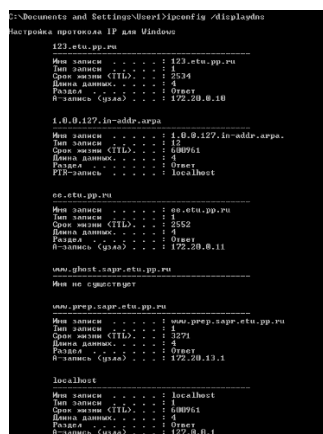 C:\Documents and Settings\User1>ipconfig /displaydns
Настройка протокола IP для Windows
123.etu.pp.ru
Имя записи . . . . . : 123.etu.pp.ru
Тип записи . . . . . : 1
Срок жизни (TTL). . . : 2534
Длина данных. . . . . : 4
Раздел . . . . . . . : Ответ
A-запись (узла) . . . : 172.20.0.10
1.0.0.127.in-addr.arpa
Имя записи . . . . . : 1.0.0.127.in-addr.arpa.
Тип записи . . . . . : 12
Срок жизни (TTL). . . : 600961
Длина данных. . . . . : 4
Раздел . . . . . . . : Ответ
PTR-запись . . . . . : localhost
ee.etu.pp.ru
Имя записи . . . . . : ee.etu.pp.ru
Тип записи . . . . . : 1
Срок жизни (TTL). . . : 2552
Длина данных. . . . . : 4
Раздел . . . . . . . : Ответ
A-запись (узла) . . . : 172.20.0.11
www.ghost.sapr.etu.pp.ru
Имя не существует
www.prep.sapr.etu.pp.ru
Имя записи . . . . . : www.prep.sapr.etu.pp.ru
Тип записи . . . . . : 1
Срок жизни (TTL). . . : 3271
Длина данных. . . . . : 4
Раздел . . . . . . . : Ответ
A-запись (узла) . . . : 172.20.13.1
localhost
Имя записи . . . . . : localhost
Тип записи . . . . . : 1
Срок жизни (TTL). . . : 600961
Длина данных. . . . . : 4
Раздел . . . . . . . : Ответ
A-запись (узла) . . . : 127.0.0.1